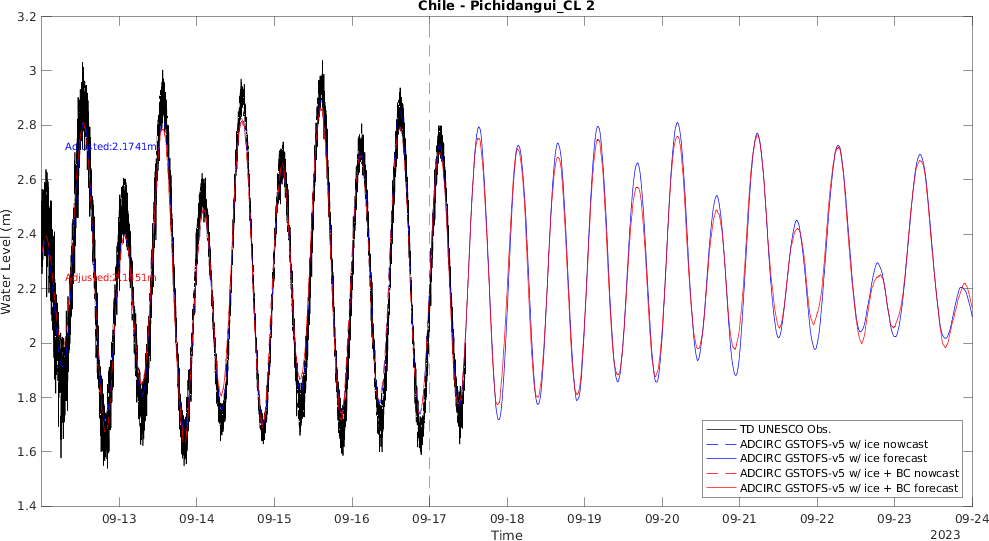 Chile - Pichidangui_CL 2
3.2
3
2.8
2.6
2.4
2.2
2
1.8
1.6
1.4
Water Level (m)
Adjusted:2.1741m
TD UNESCO Obs.
ADCIRC GSTOFS-v5 w/ ice nowcast
ADCIRC GSTOFS-v5 w/ ice forecast
ADCIRC GSTOFS-v5 w/ ice + BC nowcast
ADCIRC GSTOFS-v5 w/ ice + BC forecast
09-13
09-14
09-15
09-16
09-17
09-18
09-19
09-20
09-21
09-22
09-23
09-24
Time
2023